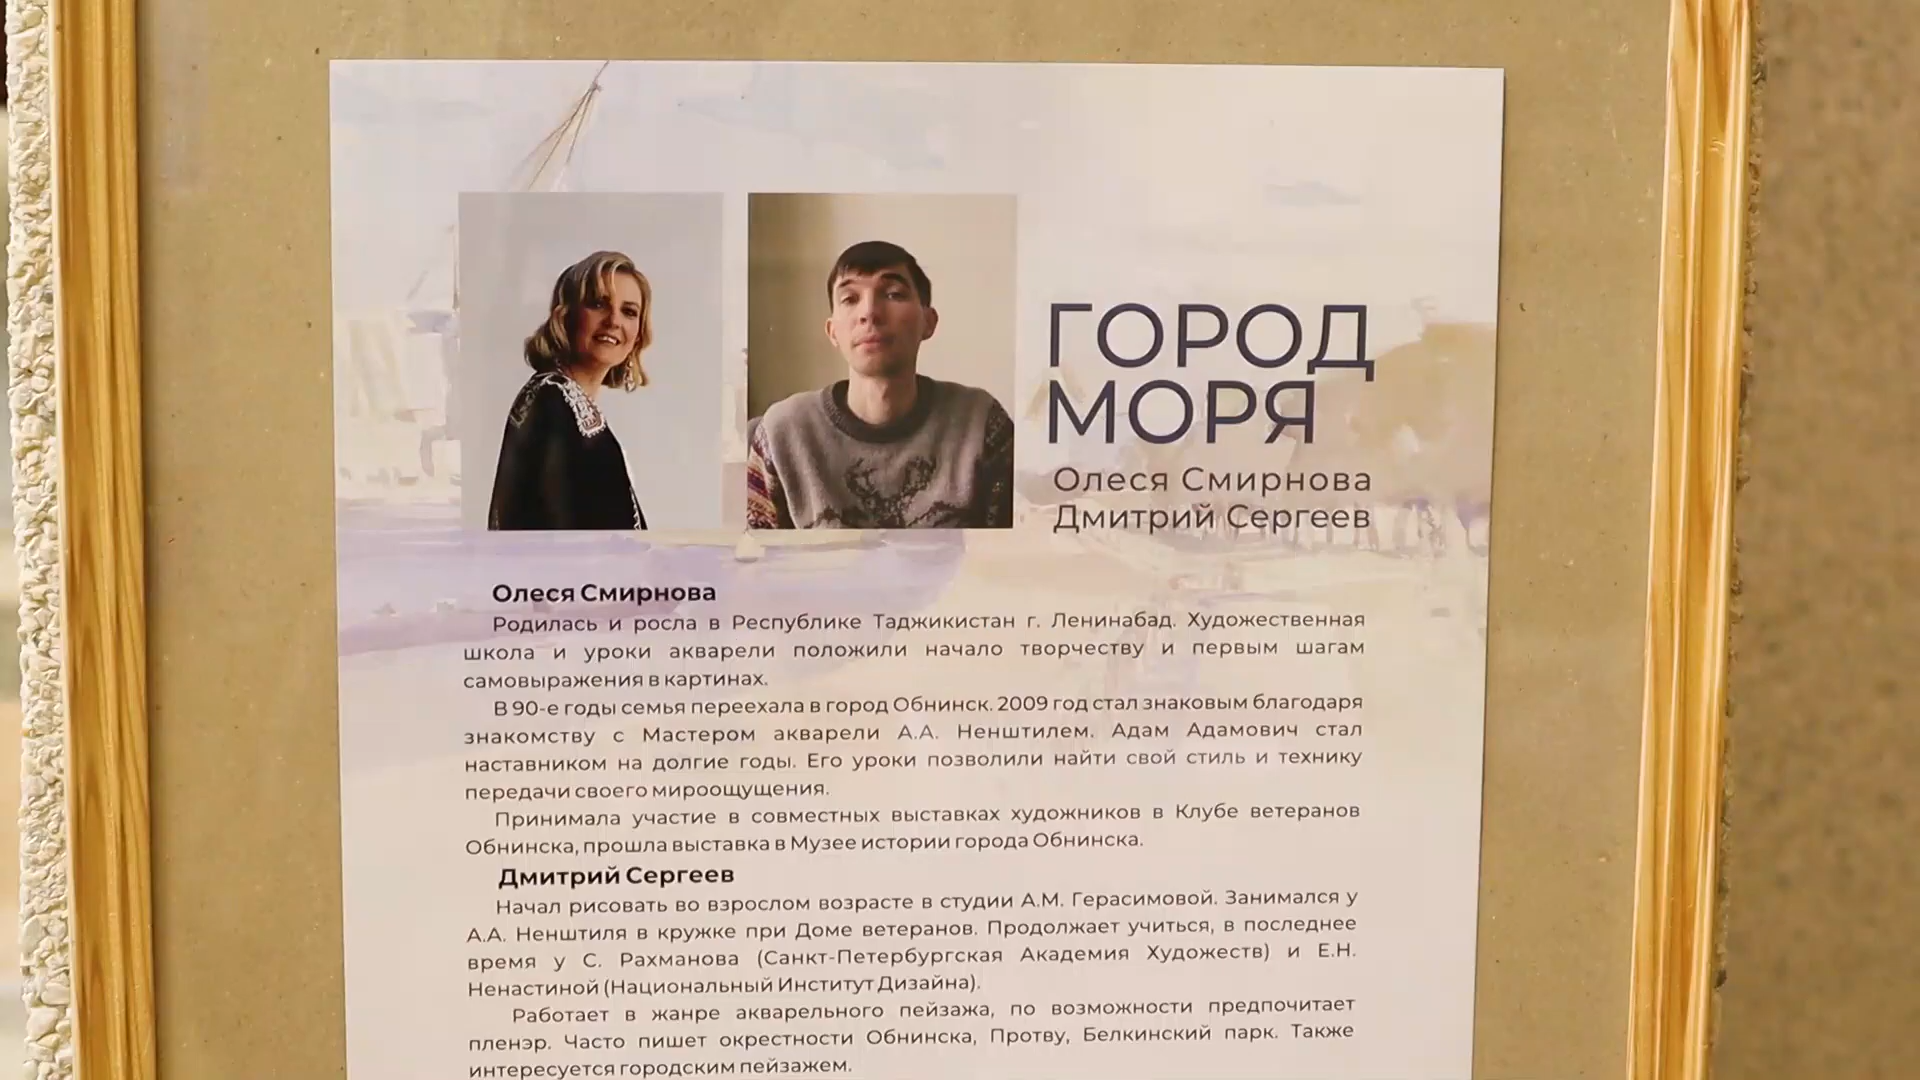 ГОРОД
МОРЯ
Олеся Смирнова
Дмитрий Сергеев
Олеся Смирнова
Родилась и росла в Республике Таджикистан г. Ленинабад. Художественная
школа и уроки акварели положили начало творчеству и первым шагам
самовыражения в картинах.
В 90-е годы семья переехала в город Обнинск. 2009 год стал знаковым благодаря
знакомству с Мастером акварели А.А. Ненштилем. Адам Адамович стал
наставником на долгие годы. Его уроки позволили найти свой стиль и технику
передачи своего мироощущения.
Принимала участие в совместных выставках художников в Клубе ветеранов
Обнинска, прошла выставка в Музее истории города Обнинска.
Дмитрий Сергеев
Начал рисовать во взрослом возрасте в студии А.М. Герасимовой. Занимался у
А.А. Ненштиля в кружке при Доме ветеранов. Продолжает учиться, в последнее
время у С. Рахманова (Санкт-Петербургская Академия Художеств) и Е.Н.
Ненастиной (Национальный Институт Дизайна).
Работает в жанре акварельного пейзажа, по возможности предпочитает
пленэр. Часто пишет окрестности Обнинска, Протву, Белкинский парк. Также
интересуется городским пейзажем.